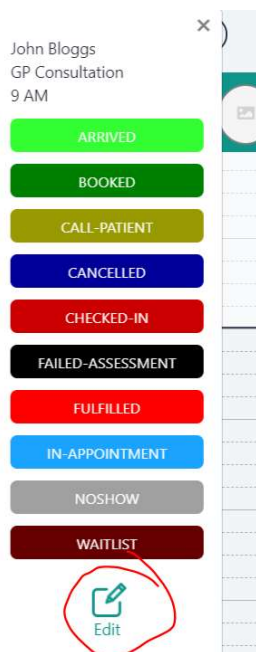 John Bloggs
GP Consultation
9 AM
ARRIVED
BOOKED
CALL-PATIENT
CANCELLED
CHECKED-IN
FAILED-ASSESSMENT
FULFILLED
IN-APPOINTMENT
NOSHOW
WAITLIST
Edit